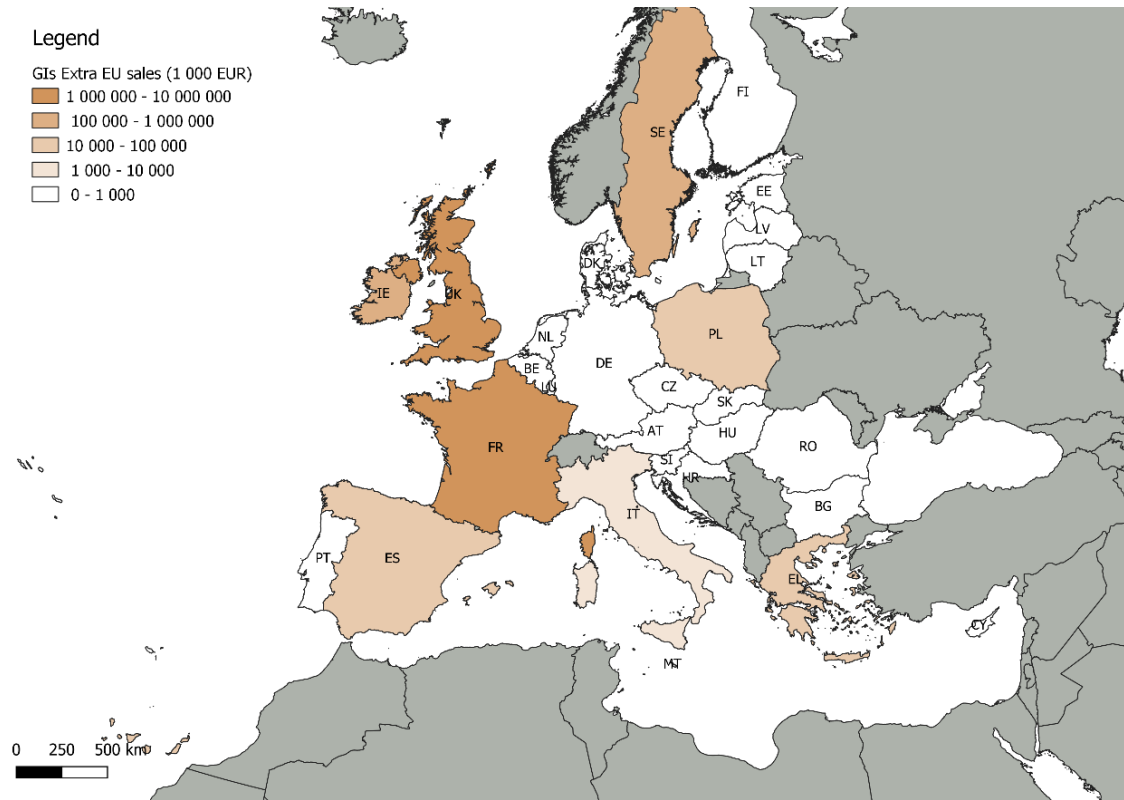 Legend
GIs Extra EU sales (1 000 EUR)
1 000 000 - 10 000 000
100 000 - 1 000 000
10 000 - 100 000
1 000 - 10 000
0 - 1 000
FI
SE
EE
LV
LT
DK
IE
UK
PL
NL
DE
BE
LU
CZ
SK
AT
HU
FR
RO
SI
HR
BG
IT
PT
ES
EL
CY
MT
0 250 500 km